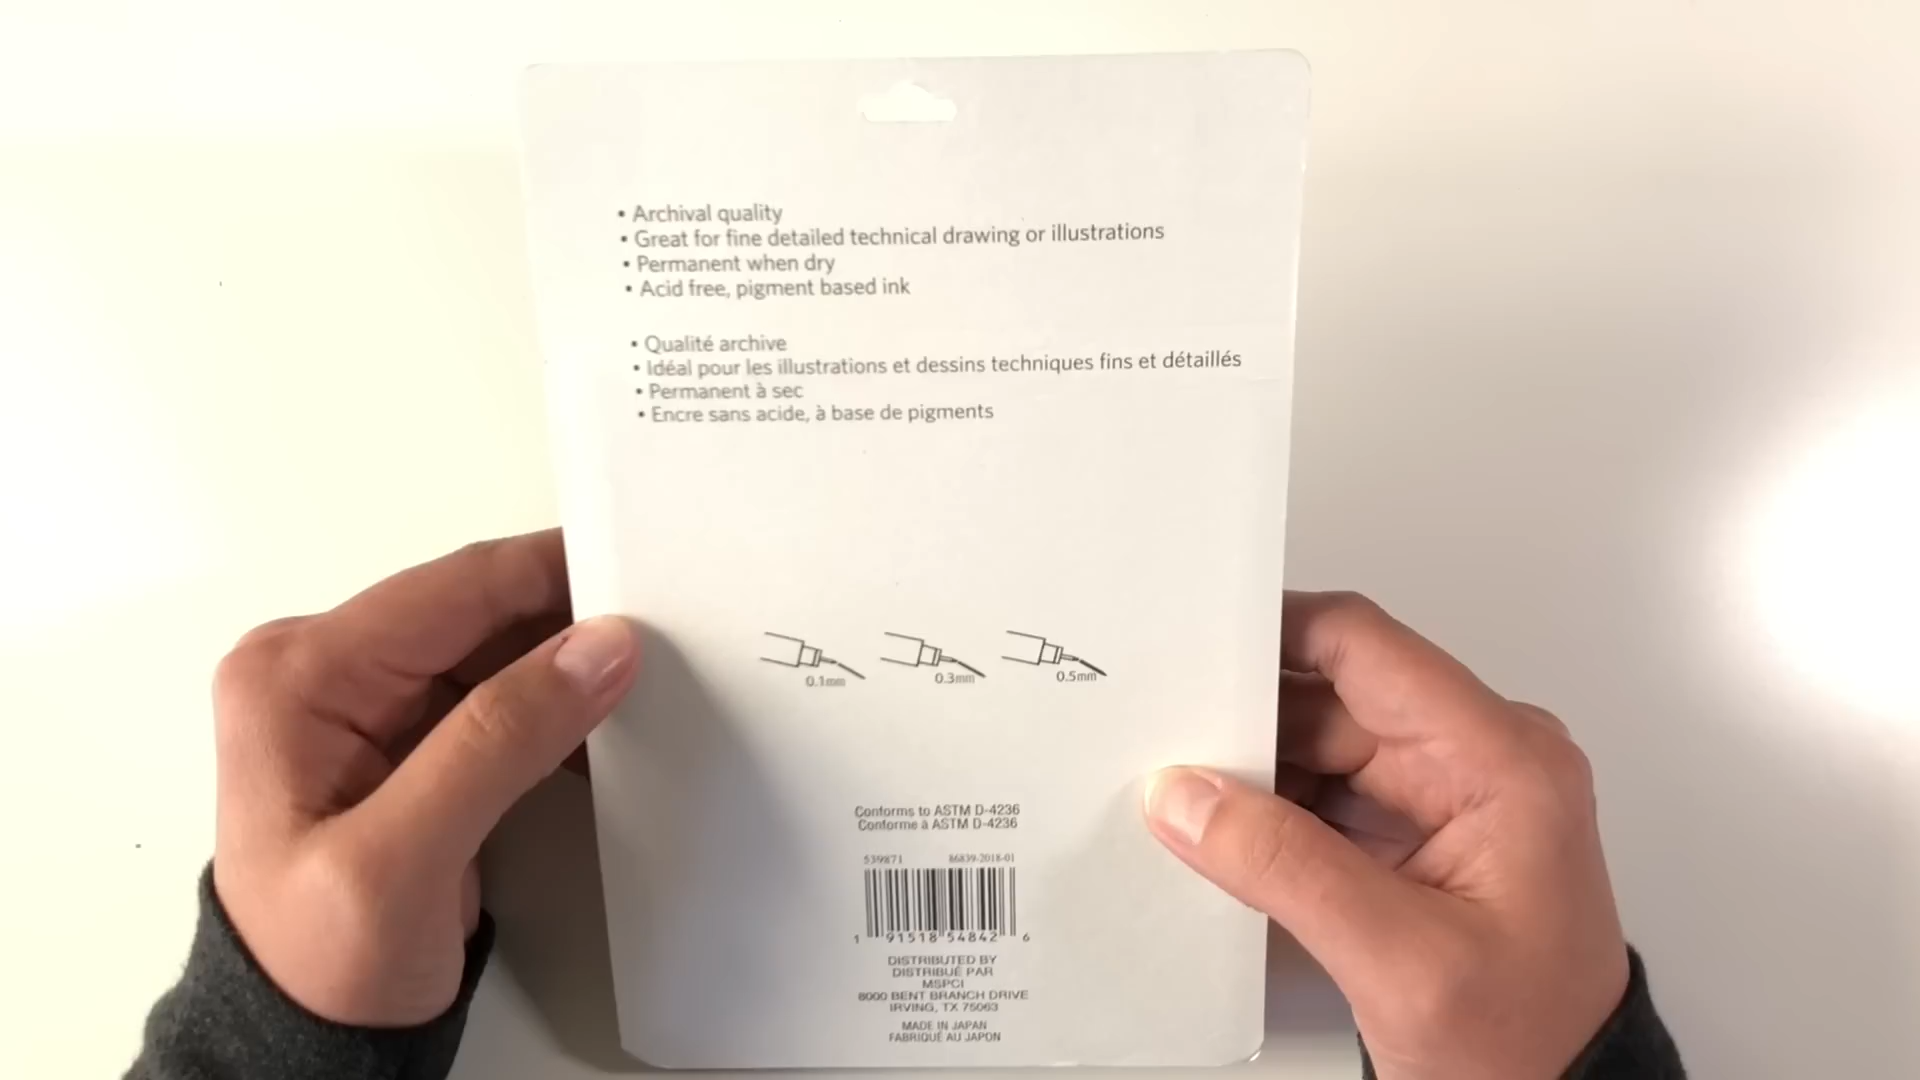 • Archival quality
• Great for fine detailed technical drawing or illustrations
• Permanent when dry
• Acid free, pigment based ink
• Qualité archive
• Idéal pour les illustrations et dessins techniques fins et détaillés
• Permanent à sec
• Encre sans acide, à base de pigments
0.1mm 0.3mm 0.5mm
Conforms to ASTM D-4236
Conforme à ASTM D-4236
539871 86839-2018-01
1 91518 54842 6
DISTRIBUTED BY
DISTRIBUÉ PAR
MSPCI
8000 BENT BRANCH DRIVE
IRVING, TX 75063
MADE IN JAPAN
FABRIQUÉ AU JAPON